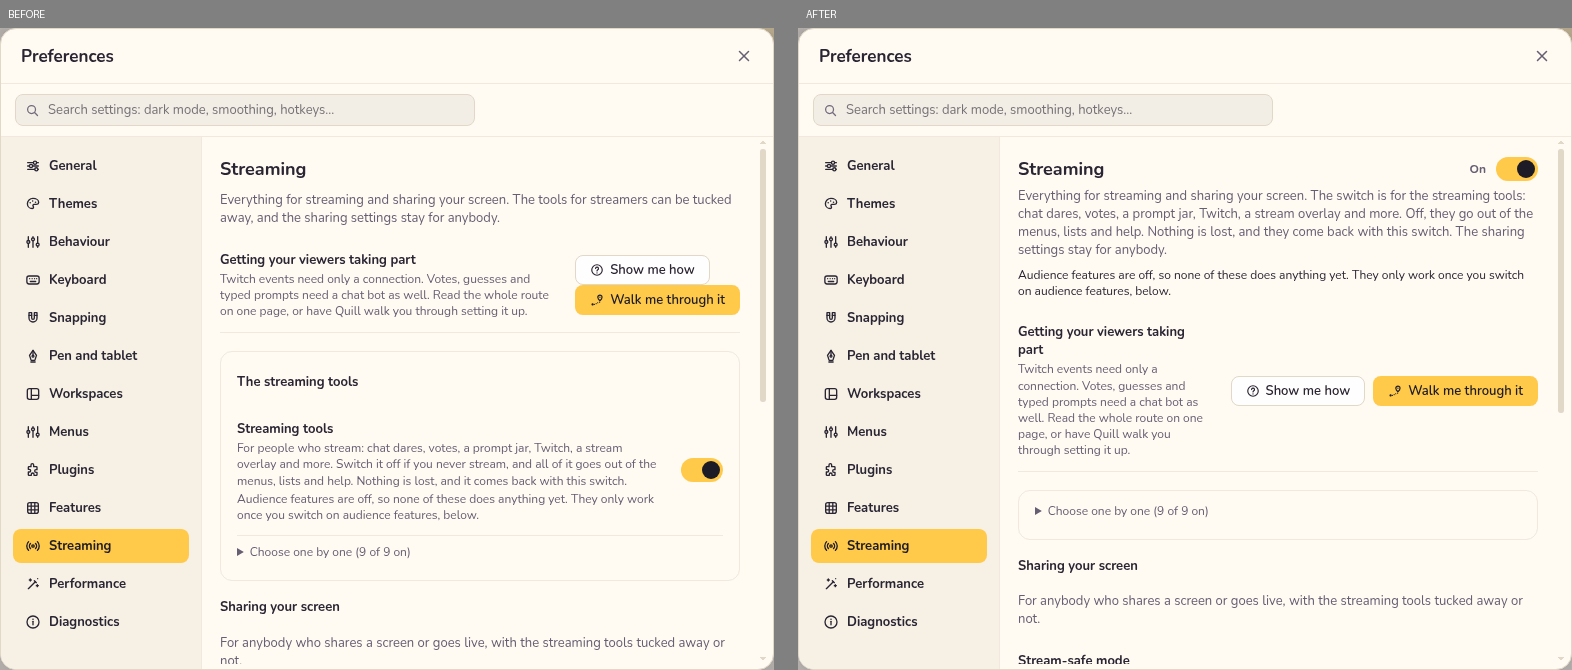 BEFORE
Preferences
Search settings: dark mode, smoothing, hotkeys...
General
Themes
Behaviour
Keyboard
Snapping
Pen and tablet
Workspaces
Menus
Plugins
Features
Streaming
Performance
Diagnostics
Streaming
Everything for streaming and sharing your screen. The tools for streamers can be tucked
away, and the sharing settings stay for anybody.
Getting your viewers taking part
Twitch events need only a connection. Votes, guesses and
typed prompts need a chat bot as well. Read the whole route
on one page, or have Quill walk you through setting it up.
Show me how
Walk me through it
The streaming tools
Streaming tools
For people who stream: chat dares, votes, a prompt jar, Twitch, a stream
overlay and more. Switch it off if you never stream, and all of it goes out of the
menus, lists and help. Nothing is lost, and it comes back with this switch.
Audience features are off, so none of these does anything yet. They only work
once you switch on audience features, below.
Choose one by one (9 of 9 on)
Sharing your screen
For anybody who shares a screen or goes live, with the streaming tools tucked away or
not.
AFTER
Preferences
Search settings: dark mode, smoothing, hotkeys...
General
Themes
Behaviour
Keyboard
Snapping
Pen and tablet
Workspaces
Menus
Plugins
Features
Streaming
Performance
Diagnostics
Streaming
On
Everything for streaming and sharing your screen. The switch is for the streaming tools:
chat dares, votes, a prompt jar, Twitch, a stream overlay and more. Off, they go out of the
menus, lists and help. Nothing is lost, and they come back with this switch. The sharing
settings stay for anybody.
Audience features are off, so none of these does anything yet. They only work once you switch
on audience features, below.
Getting your viewers taking
part
Twitch events need only a
connection. Votes, guesses and
typed prompts need a chat bot as
well. Read the whole route on one
page, or have Quill walk you
through setting it up.
Show me how
Walk me through it
Choose one by one (9 of 9 on)
Sharing your screen
For anybody who shares a screen or goes live, with the streaming tools tucked away or
not.
Stream-safe mode